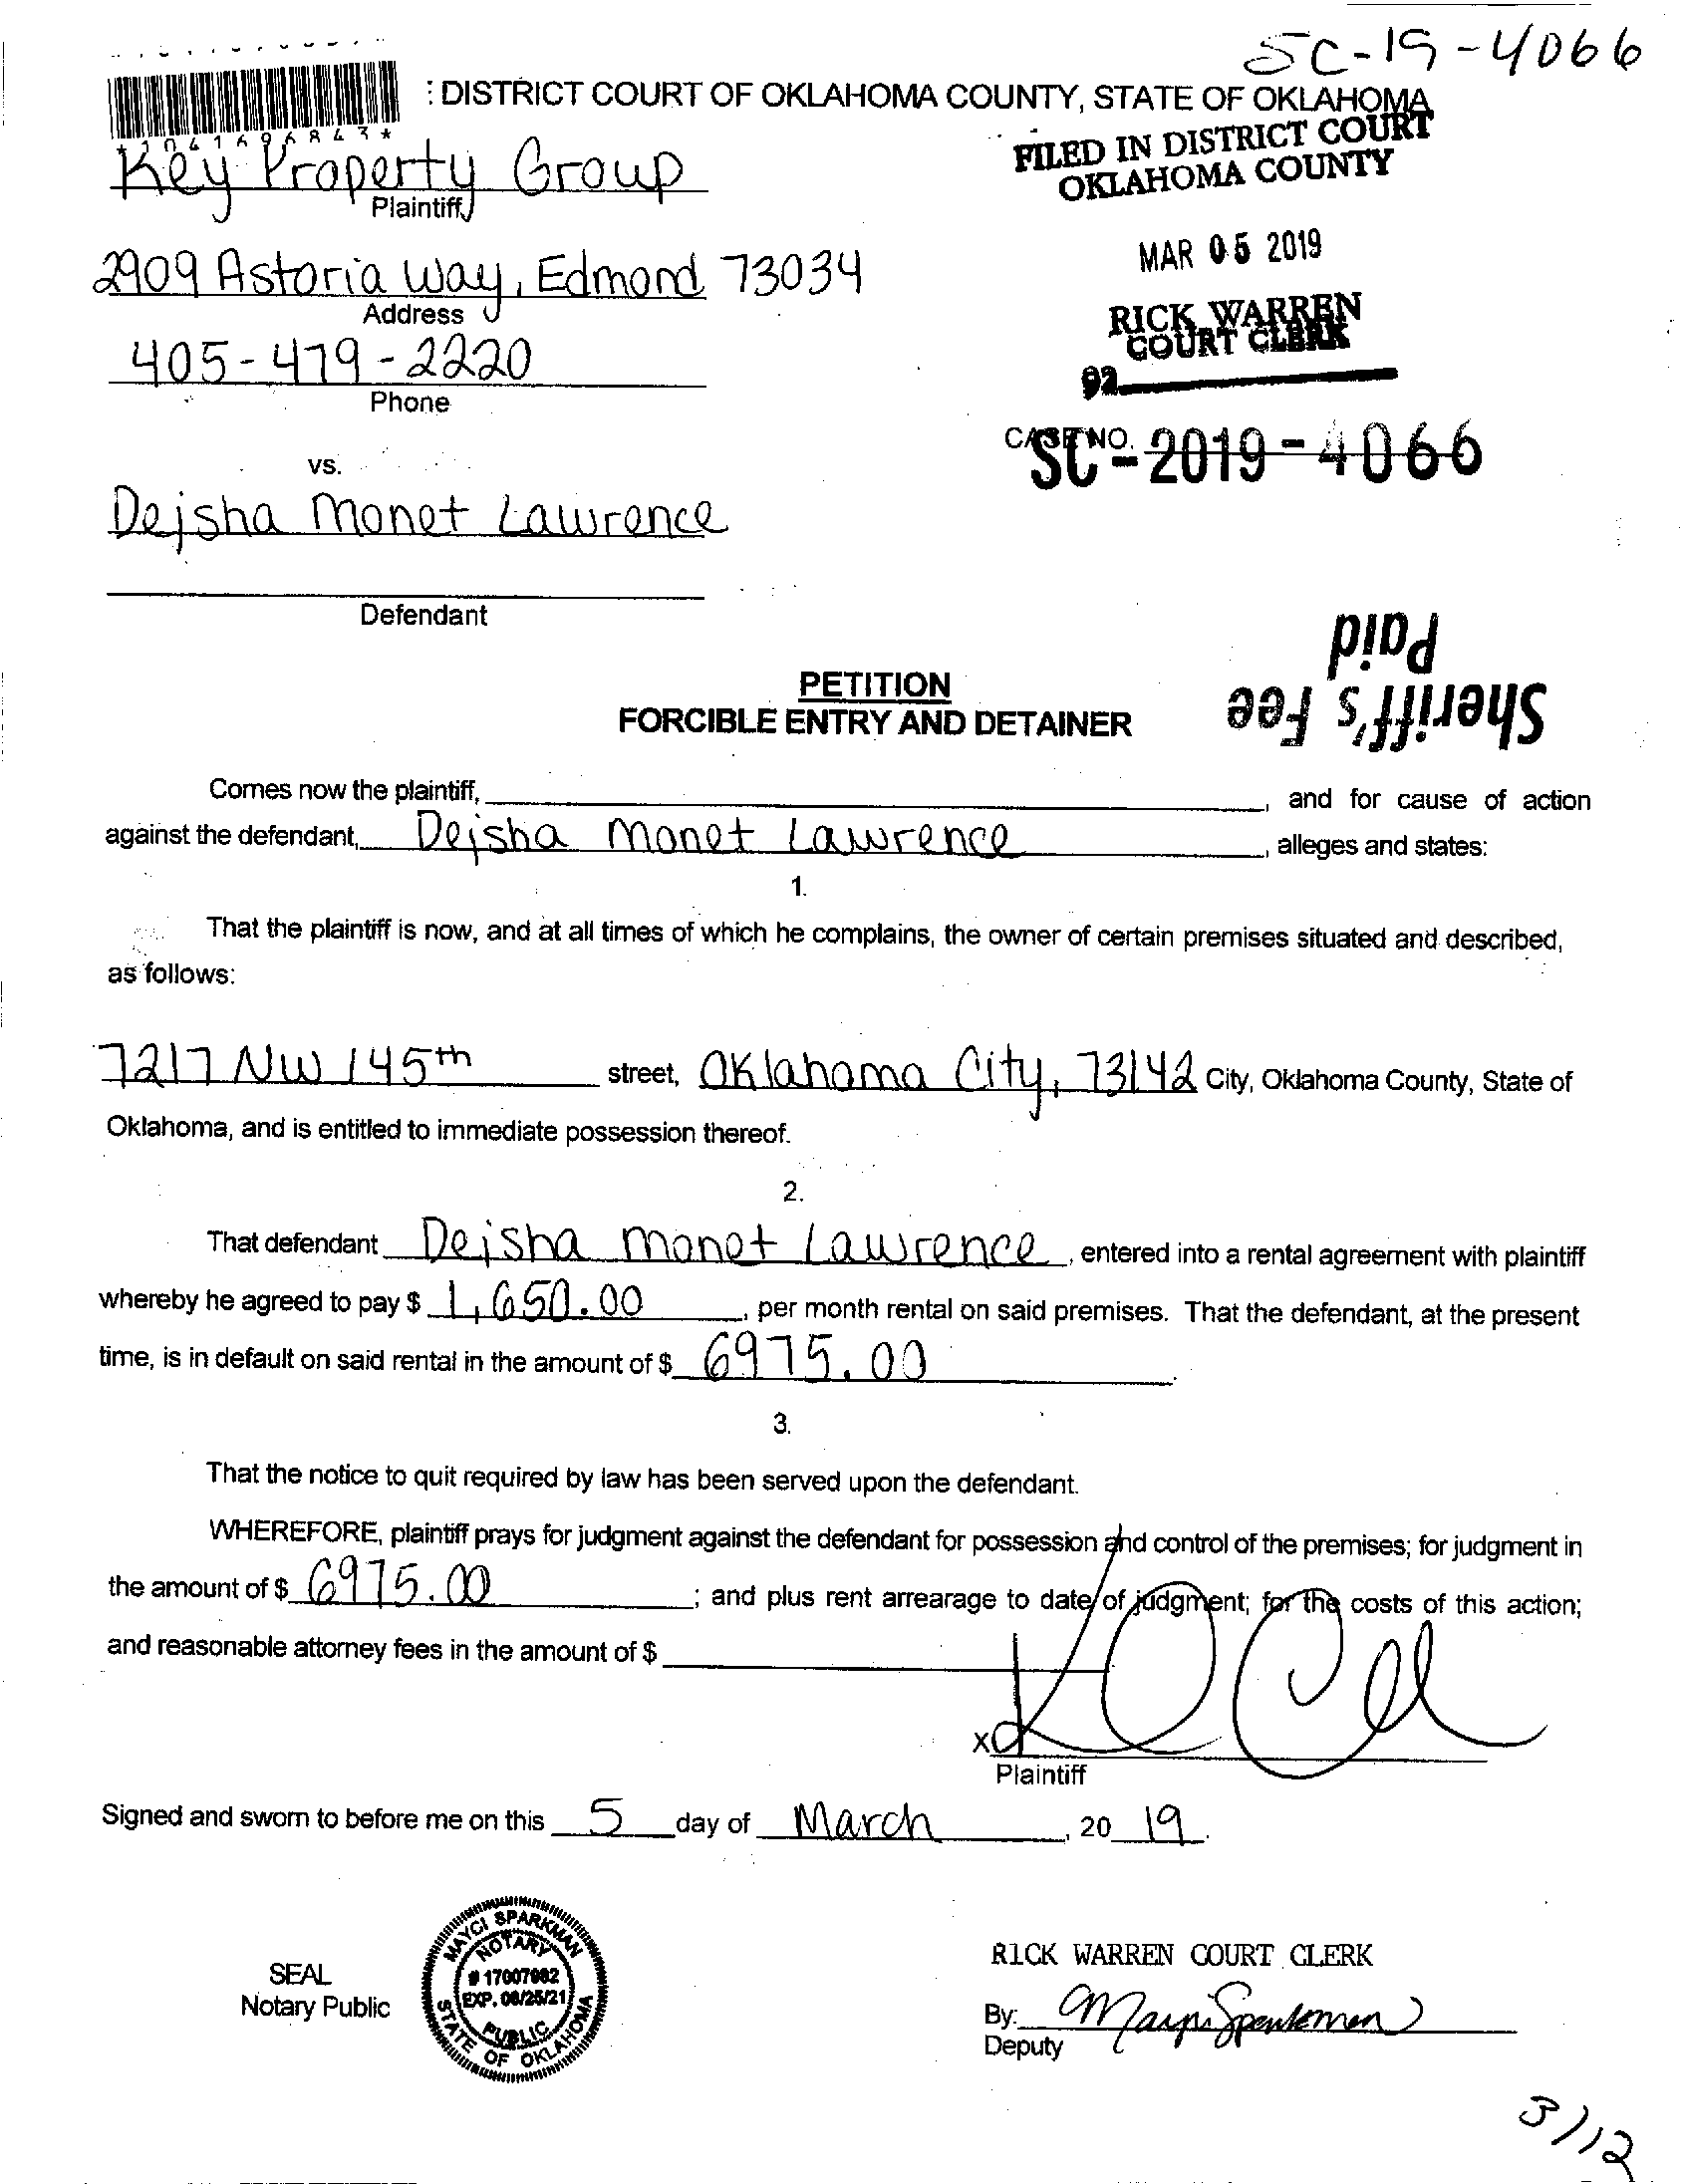 SC-19-4066
: DISTRICT COURT OF OKLAHOMA COUNTY, STATE OF OKLAHOMA
FILED IN DISTRICT COURT
OKLAHOMA COUNTY
Key Property Group
Plaintiff
2909 Astoria Way, Edmond 73034
Address
MAR 05 2019
RICK WARREN
COURT CLERK
405-479-2220
Phone
92
CASE NO.
SC-2019-4066
vs.
Dejsha Monet Lawrence
Defendant
Sheriff's Fee
Paid
PETITION
FORCIBLE ENTRY AND DETAINER
Comes now the plaintiff, , and for cause of action
against the defendant, Dejsha Monet Lawrence , alleges and states:
1.
That the plaintiff is now, and at all times of which he complains, the owner of certain premises situated and described,
as follows:
7217 NW 145th street, Oklahoma City, 73142 City, Oklahoma County, State of
Oklahoma, and is entitled to immediate possession thereof.
2.
That defendant Dejsha Monet Lawrence , entered into a rental agreement with plaintiff
whereby he agreed to pay $ 1,650.00 , per month rental on said premises. That the defendant, at the present
time, is in default on said rental in the amount of $ 6975.00 .
3.
That the notice to quit required by law has been served upon the defendant.
WHEREFORE, plaintiff prays for judgment against the defendant for possession and control of the premises; for judgment in
the amount of $ 6975.00 ; and plus rent arrearage to date of judgment; for the costs of this action;
and reasonable attorney fees in the amount of $
X
Plaintiff
Signed and sworn to before me on this 5 day of March , 20 19.
SEAL
Notary Public
MAYCI SPARKMAN
NOTARY
# 17007982
EXP. 08/25/21
PUBLIC
STATE OF OKLAHOMA
RICK WARREN COURT CLERK
By: Mayci Sparkman
Deputy
3/12